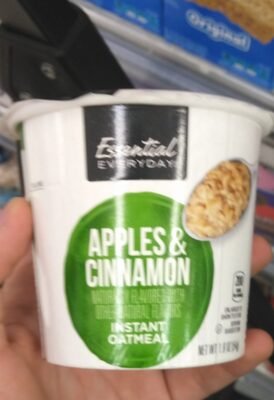 Original
Essential
EVERYDAY
APPLES &
CINNAMON
NATURALLY FLAVORED WITH
OTHER NATURAL FLAVORS
INSTANT
OATMEAL